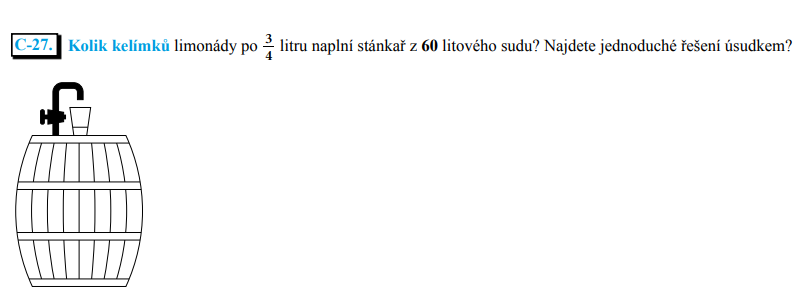 C-27. Kolik kelímků limonády po 3/4 litru naplní stánkař z 60 litového sudu? Najdete jednoduché řešení úsudkem?